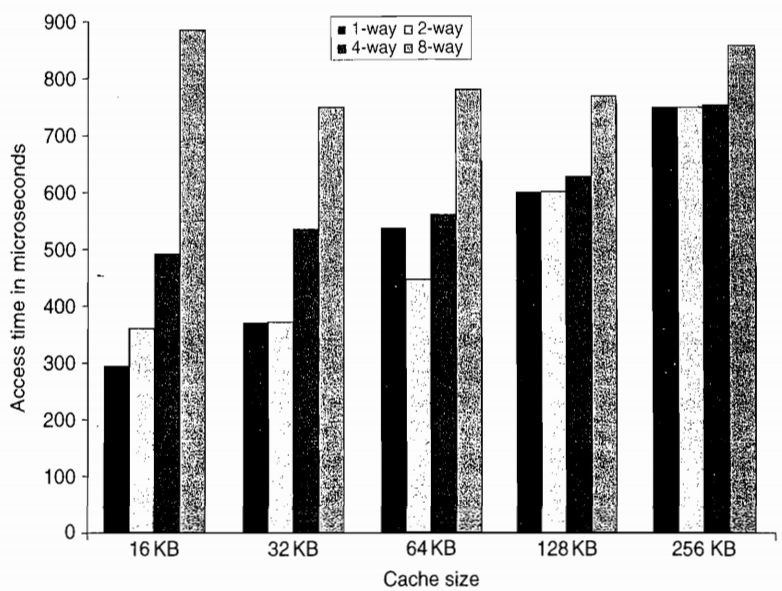 900
800
700
600
500
400
300
200
100
0
Access time in microseconds
1-way 2-way
4-way 8-way
16 KB 32 KB 64 KB 128 KB 256 KB
Cache size